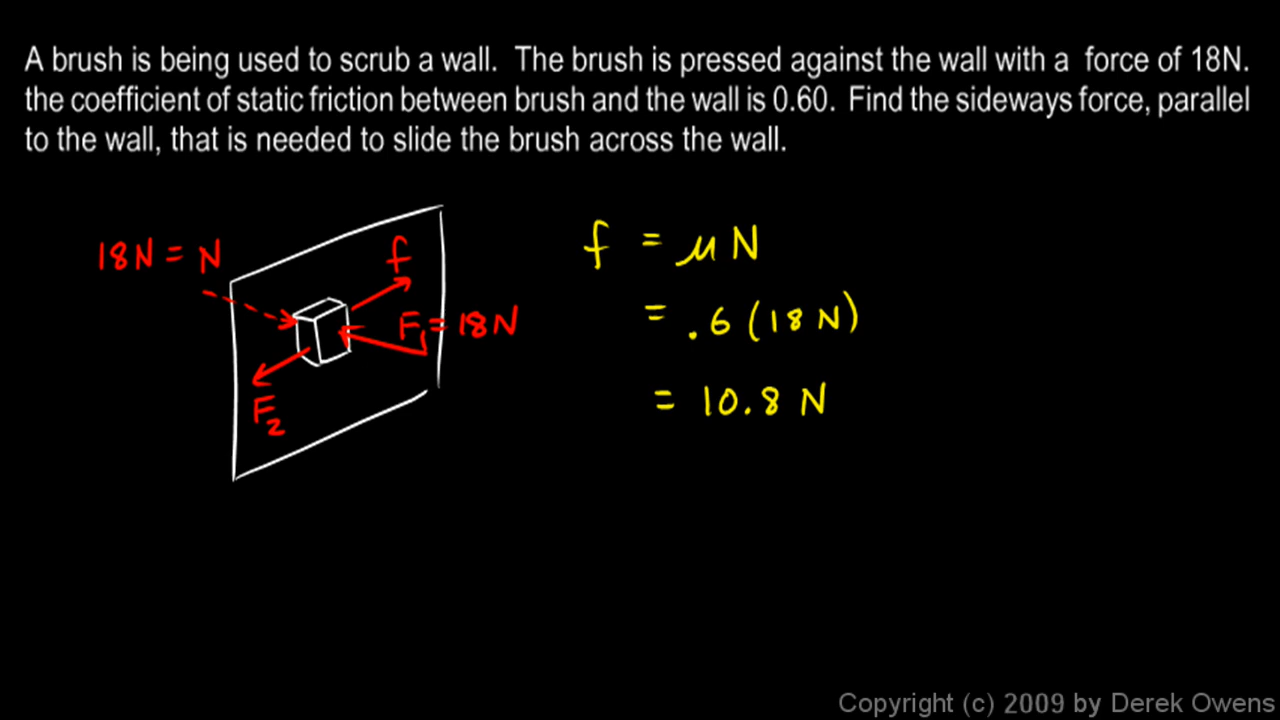 A brush is being used to scrub a wall.  The brush is pressed against the wall with a  force of 18N.
the coefficient of static friction between brush and the wall is 0.60.  Find the sideways force, parallel
to the wall, that is needed to slide the brush across the wall.
18N = N
f
F₁ = 18N
F₂
f = μN
= .6 (18 N)
= 10.8 N
Copyright (c) 2009 by Derek Owens